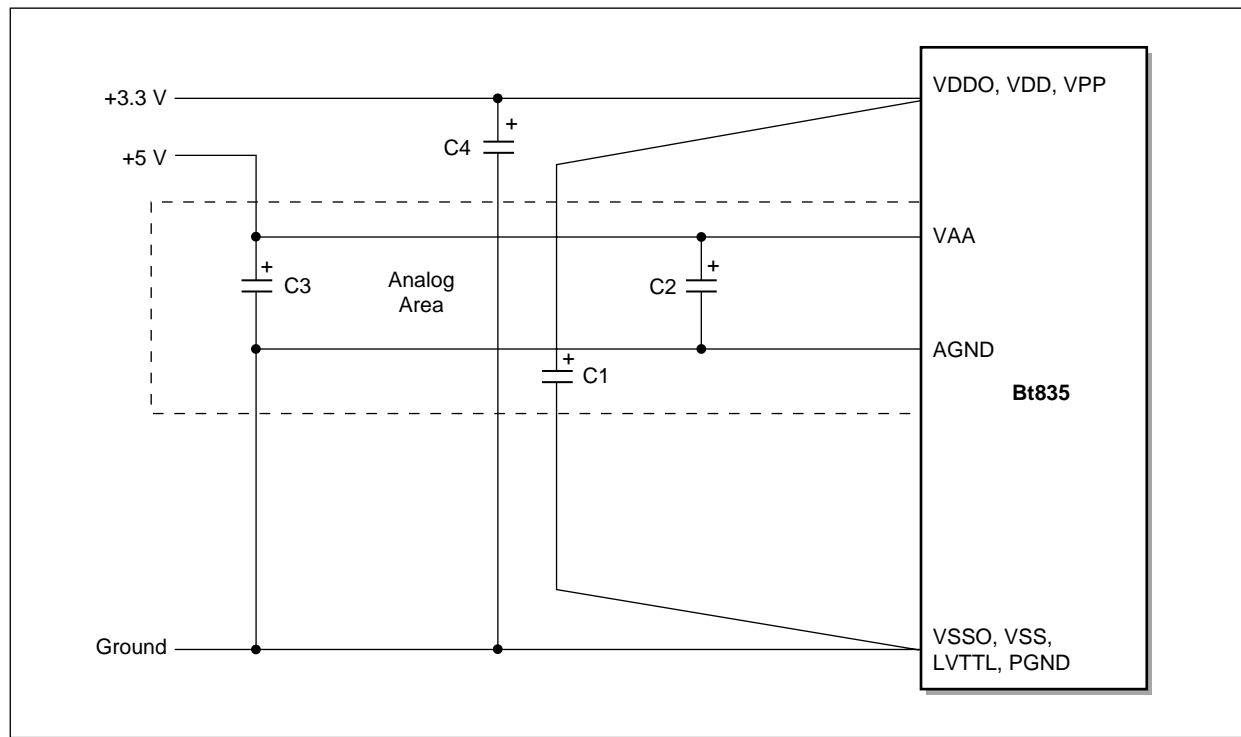 VDDO, VDD, VPP
+3.3 V
+
C4
+5 V
VAA
+
C3
Analog
Area
C2
+
AGND
+
C1
Bt835
Ground
VSSO, VSS,
LVTTL, PGND